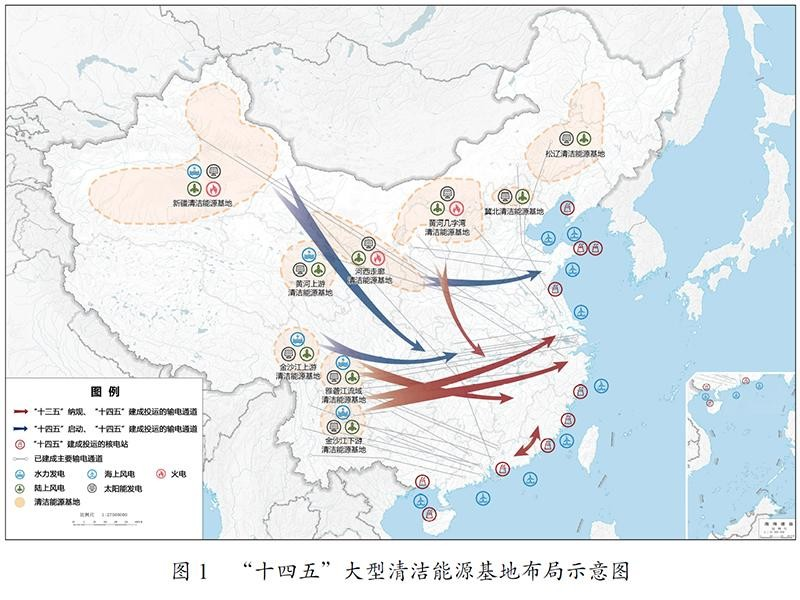 松辽清洁能源基地
新疆清洁能源基地
冀北清洁能源基地
黄河几字湾
清洁能源基地
河西走廊
清洁能源基地
黄河上游
清洁能源基地
金沙江上游
清洁能源基地
雅砻江流域
清洁能源基地
金沙江下游
清洁能源基地
图 例
“十三五”纳规、“十四五”建成投运的输电通道
“十四五”启动、“十四五”建成投运的输电通道
“十四五”建成投运的核电站
已建成主要输电通道
水力发电 海上风电 火电
陆上风电 太阳能发电
清洁能源基地
图 1 “十四五”大型清洁能源基地布局示意图